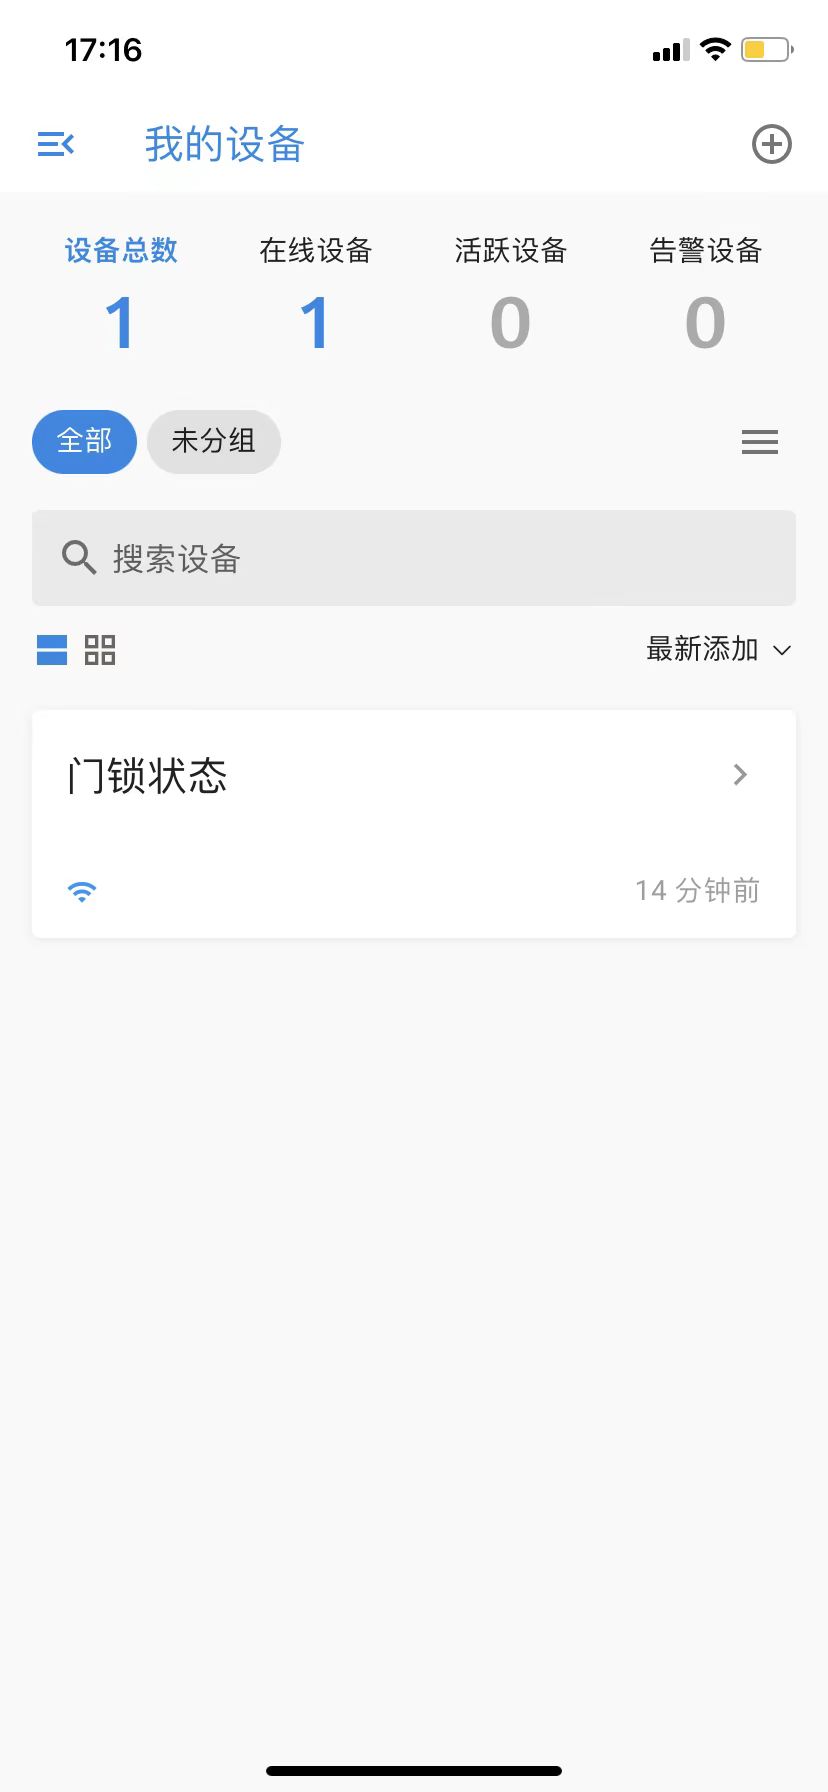 17:16
我的设备
设备总数 在线设备 活跃设备 告警设备
1 1 0 0
全部 未分组
搜索设备
最新添加
门锁状态
14 分钟前